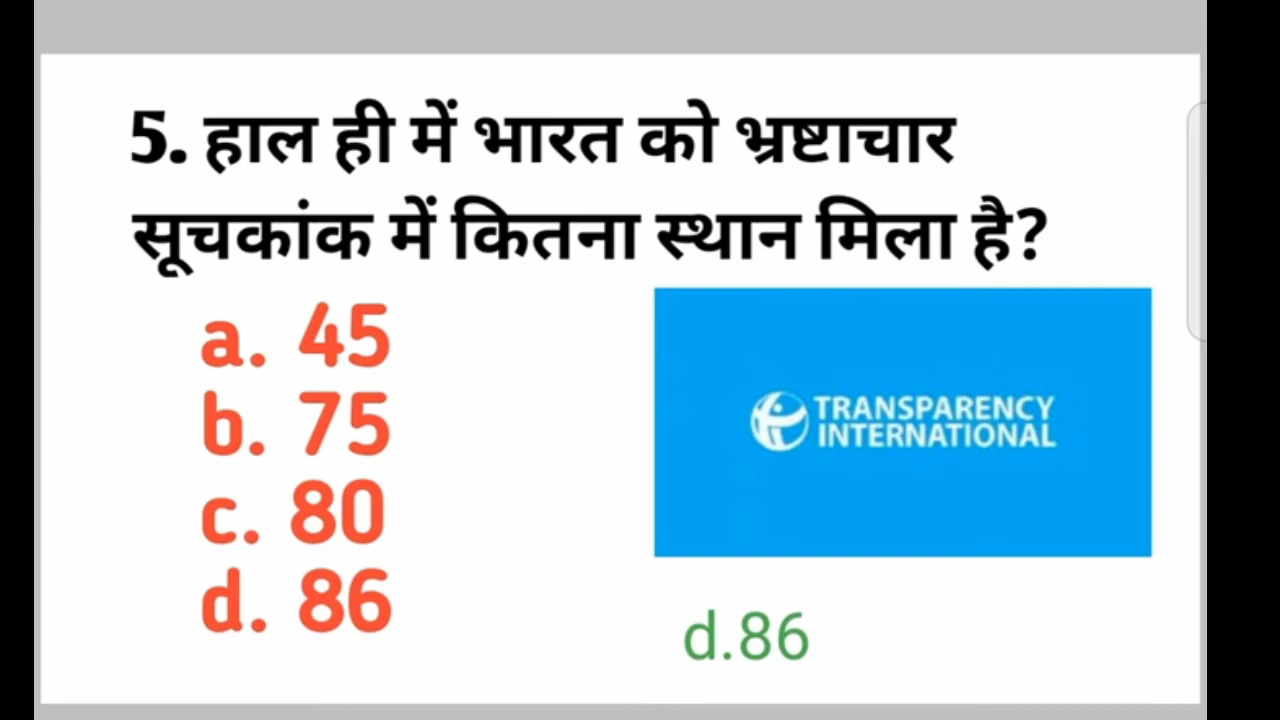 5. हाल ही में भारत को भ्रष्टाचार
सूचकांक में कितना स्थान मिला है?
a. 45
b. 75
c. 80
d. 86
TRANSPARENCY
INTERNATIONAL
d.86